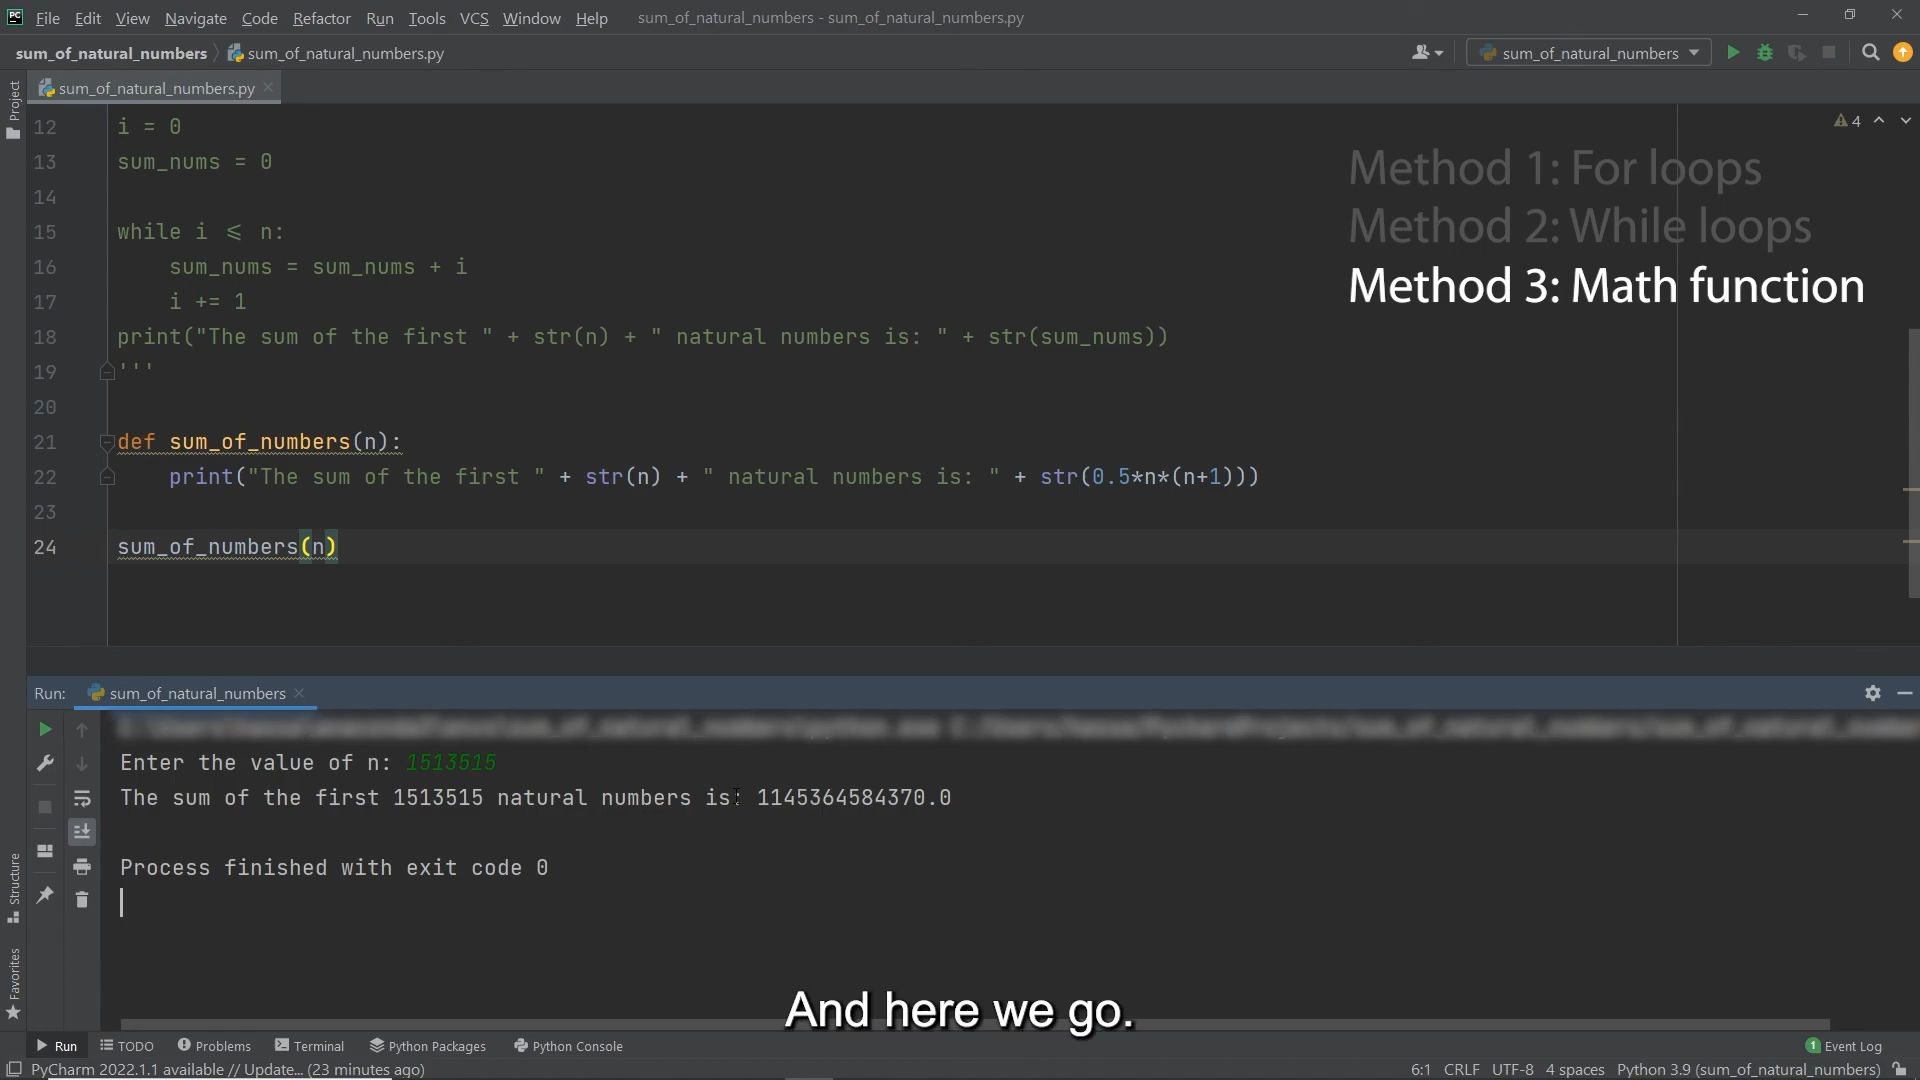 PC File Edit View Navigate Code Refactor Run Tools VCS Window Help sum_of_natural_numbers - sum_of_natural_numbers.py
sum_of_natural_numbers sum_of_natural_numbers.py sum_of_natural_numbers
Project sum_of_natural_numbers.py
12 i = 0 4
13 sum_nums = 0
Method 1: For loops
14
15 while i <= n:
Method 2: While loops
16 sum_nums = sum_nums + i
Method 3: Math function
17 i += 1
18 print("The sum of the first " + str(n) + " natural numbers is: " + str(sum_nums))
19 '''
20
21 def sum_of_numbers(n):
22 print("The sum of the first " + str(n) + " natural numbers is: " + str(0.5*n*(n+1)))
23
24 sum_of_numbers(n)
Run: sum_of_natural_numbers
Enter the value of n: 1513515
The sum of the first 1513515 natural numbers is: 1145364584370.0
Process finished with exit code 0
Structure
Favorites
And here we go.
Run TODO Problems Terminal Python Packages Python Console 1 Event Log
PyCharm 2022.1.1 available // Update... (23 minutes ago) 6:1 CRLF UTF-8 4 spaces Python 3.9 (sum_of_natural_numbers)